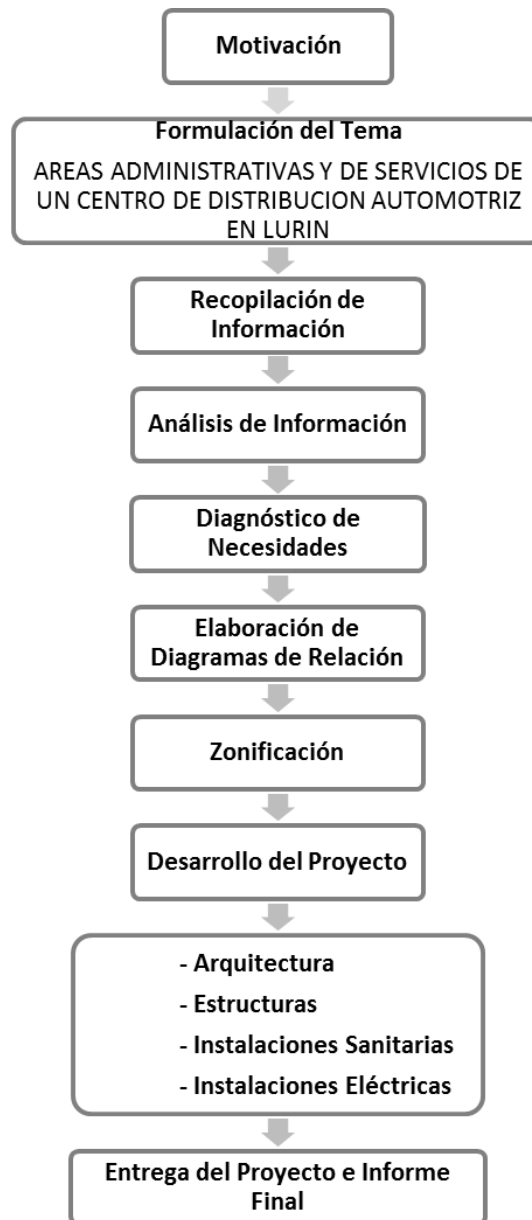 Motivación
Formulación del Tema
AREAS ADMINISTRATIVAS Y DE SERVICIOS DE
UN CENTRO DE DISTRIBUCION AUTOMOTRIZ
EN LURIN
Recopilación de
Información
Análisis de Información
Diagnóstico de
Necesidades
Elaboración de
Diagramas de Relación
Zonificación
Desarrollo del Proyecto
- Arquitectura
- Estructuras
- Instalaciones Sanitarias
- Instalaciones Eléctricas
Entrega del Proyecto e Informe
Final